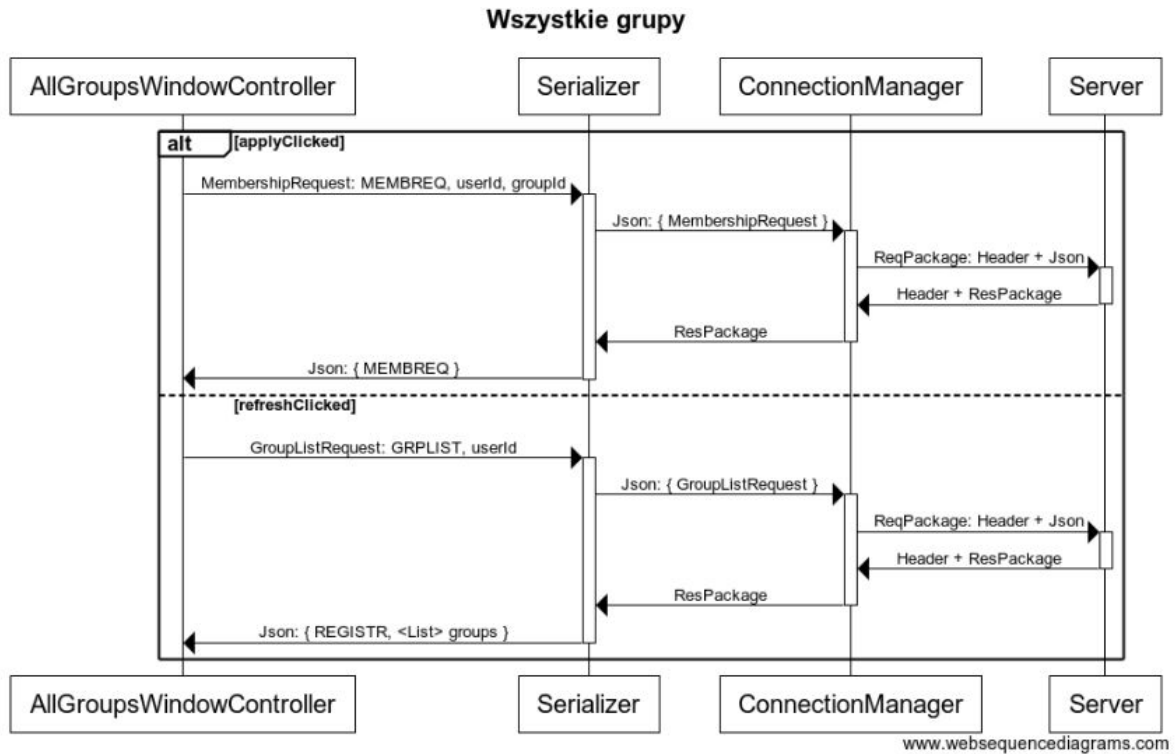 Wszystkie grupy
AllGroupsWindowController
Serializer
ConnectionManager
Server
alt
[applyClicked]
MembershipRequest: MEMBREQ, userId, groupId
Json: { MembershipRequest }
ReqPackage: Header + Json
Header + ResPackage
ResPackage
Json: { MEMBREQ }
[refreshClicked]
GroupListRequest: GRPLIST, userId
Json: { GroupListRequest }
ReqPackage: Header + Json
Header + ResPackage
ResPackage
Json: { REGISTR, <List> groups }
AllGroupsWindowController
Serializer
ConnectionManager
Server
www.websequencediagrams.com